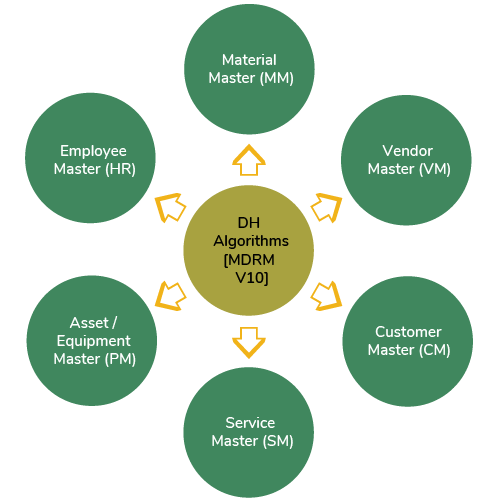 Material
Master (MM)
Employee
Master (HR)
Vendor
Master (VM)
DH
Algorithms
[MDRM
V10]
Asset /
Equipment
Master (PM)
Customer
Master (CM)
Service
Master (SM)